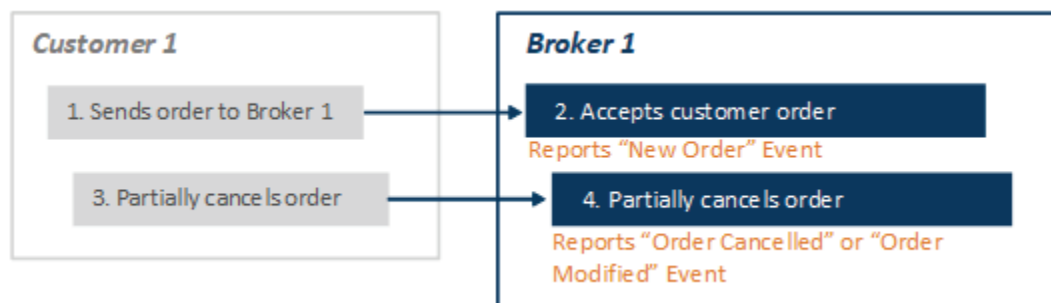 Customer 1
Broker 1
1. Sends order to Broker 1
2. Accepts customer order
Reports “New Order” Event
3. Partially cancels order
4. Partially cancels order
Reports “Order Cancelled” or “Order
Modified” Event